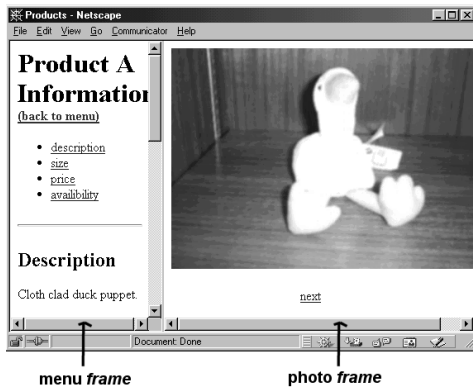 Products - Netscape
File Edit View Go Communicator Help
Product A
Information
(back to menu)
description
size
price
availibility
Description
Cloth clad duck puppet.
next
Document: Done
menu frame
photo frame